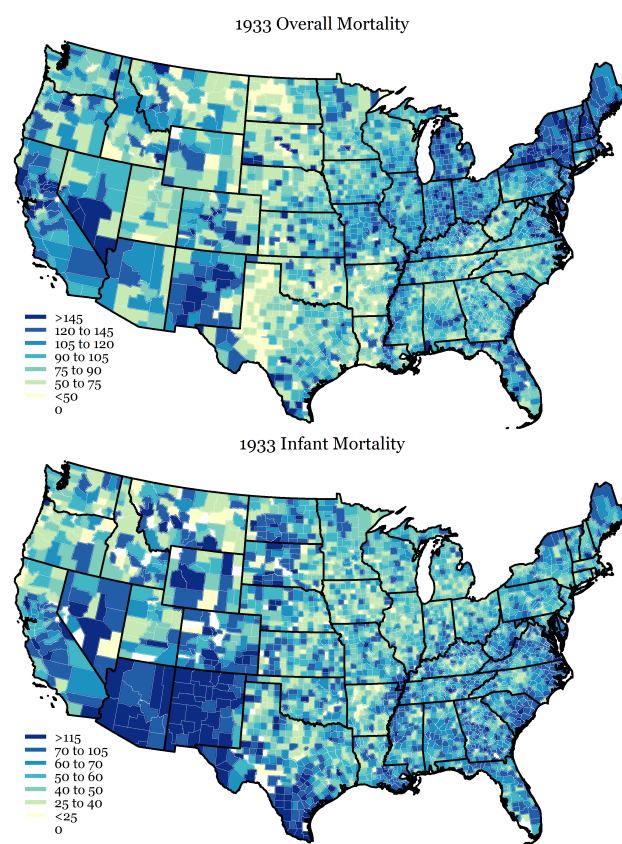 1933 Overall Mortality
>145
120 to 145
105 to 120
90 to 105
75 to 90
50 to 75
<50
0
1933 Infant Mortality
>115
70 to 105
60 to 70
50 to 60
40 to 50
25 to 40
<25
0